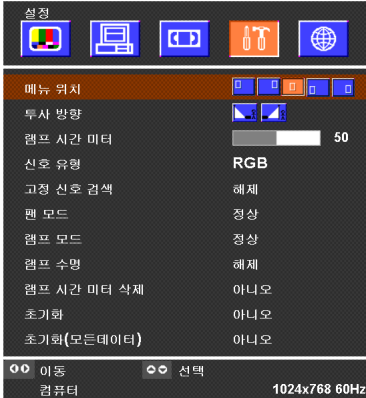 설정
메뉴 위치
투사 방향
램프 시간 미터 50
신호 유형 RGB
고정 신호 검색 해제
팬 모드 정상
램프 모드 정상
램프 수명 해제
램프 시간 미터 삭제 아니오
초기화 아니오
초기화(모든데이터) 아니오
이동 선택
컴퓨터 1024x768 60Hz